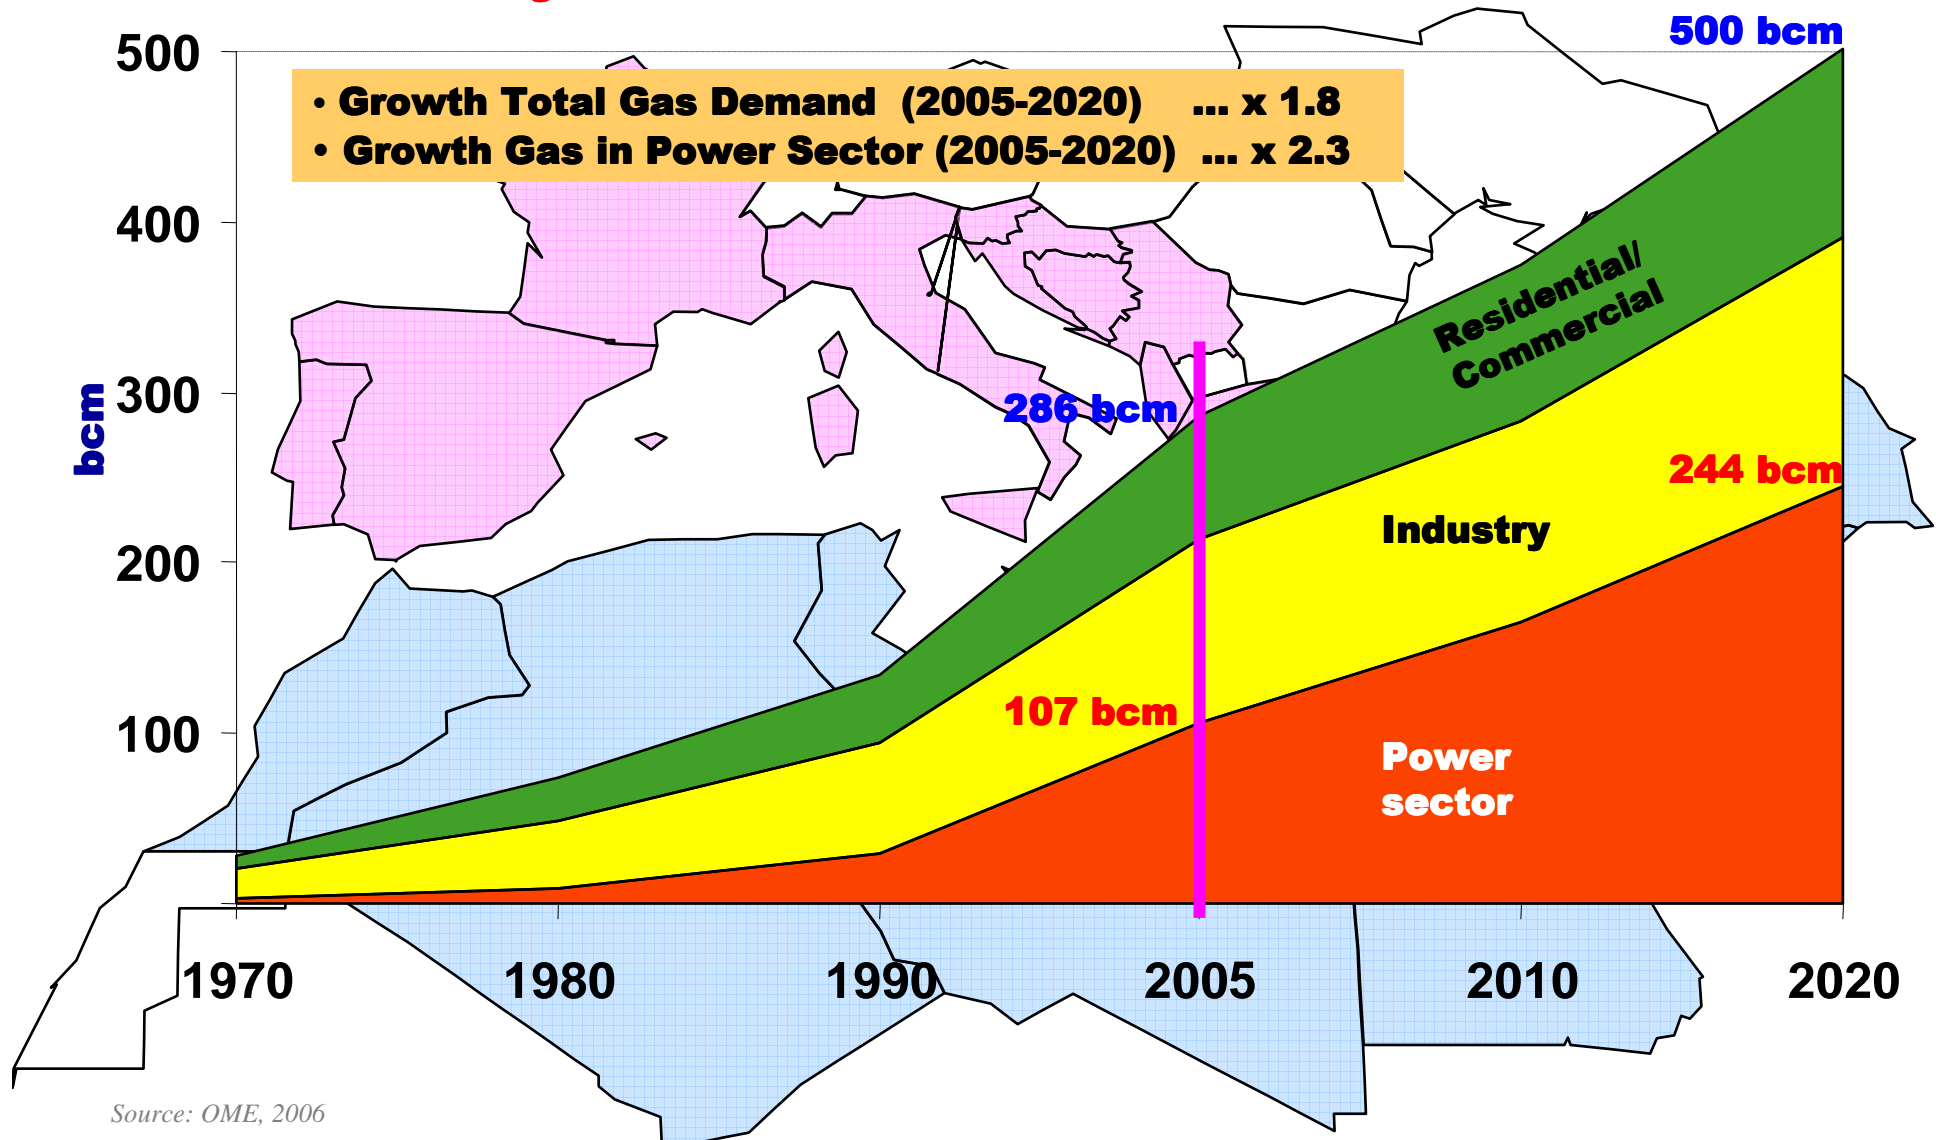 500 bcm
500
• Growth Total Gas Demand (2005-2020) ... x 1.8
• Growth Gas in Power Sector (2005-2020) ... x 2.3
400
Residential/
Commercial
bcm
300
286 bcm
244 bcm
Industry
200
107 bcm
100
Power
sector
1970 1980 1990 2005 2010 2020
Source: OME, 2006